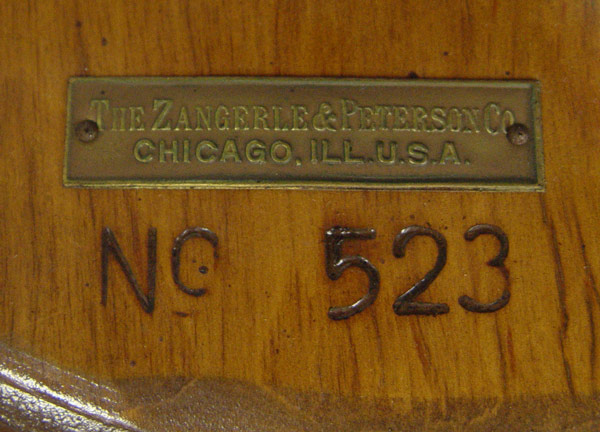 THE ZANGERLE & PETERSON CO
CHICAGO, ILL. U.S.A.
NO 523